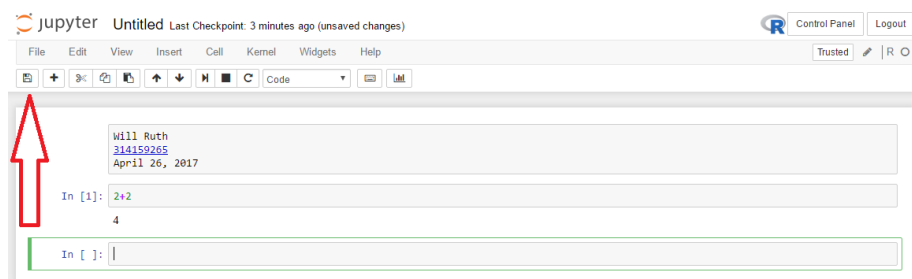 jupyter Untitled Last Checkpoint: 3 minutes ago (unsaved changes) R Control Panel Logout
File Edit View Insert Cell Kernel Widgets Help Trusted R O
Code
Will Ruth
314159265
April 26, 2017
In [1]: 2+2
4
In [ ]: